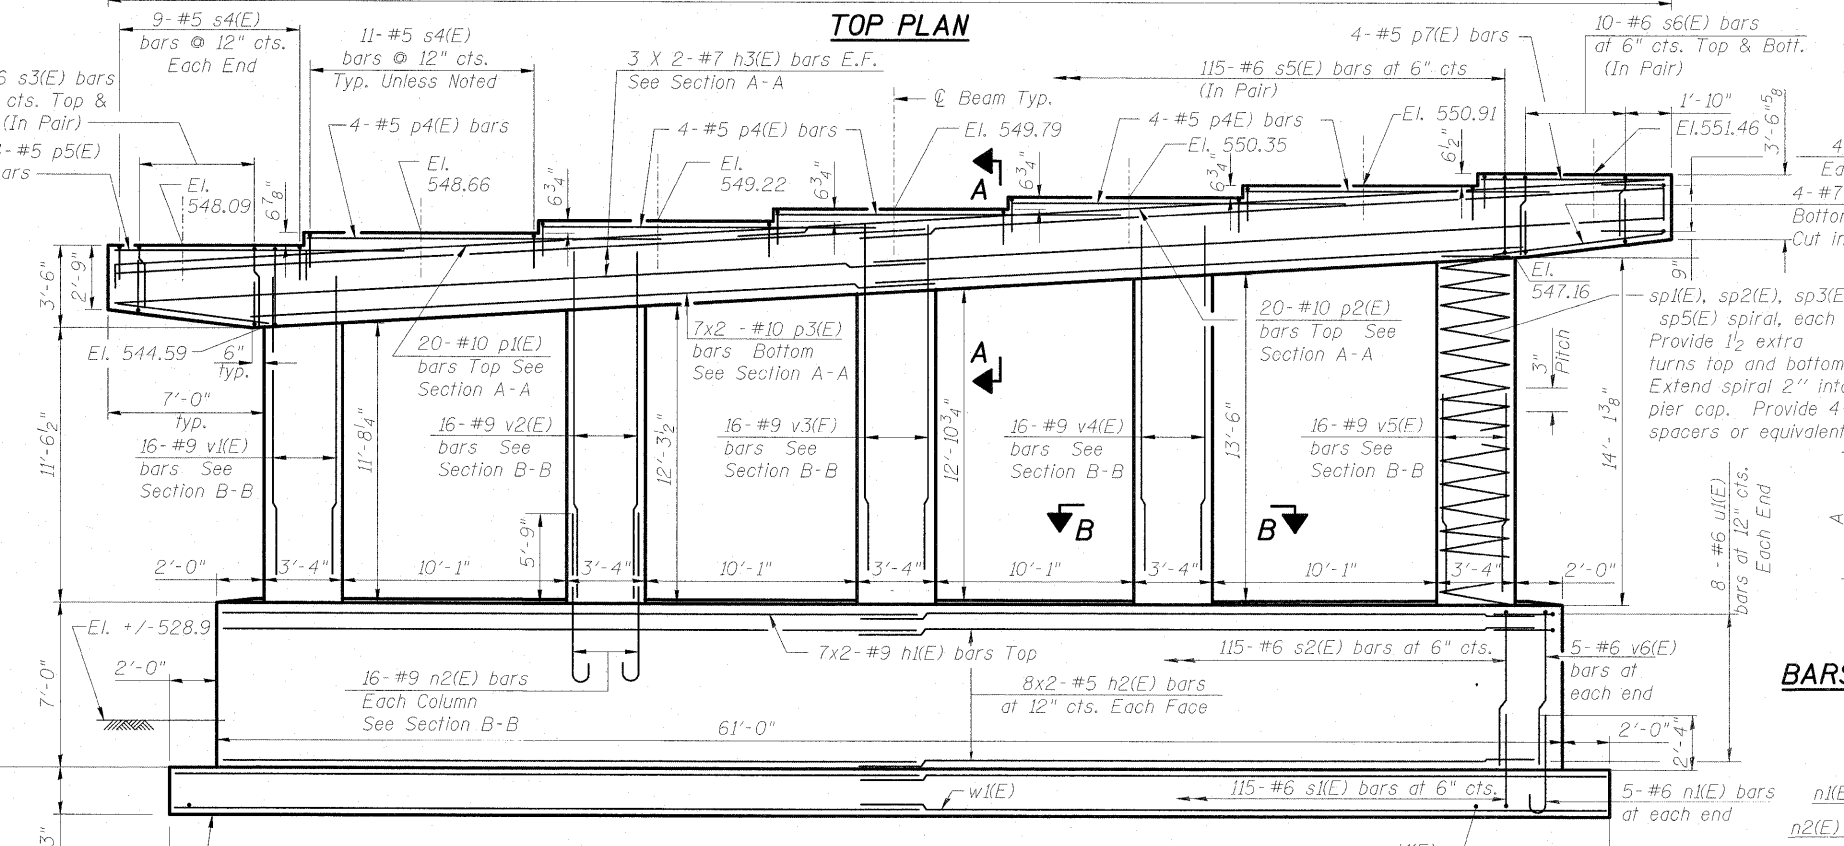 TOP PLAN
9-#5 s4(E)
bars @ 12" cts.
Each End
11-#5 s4(E)
bars @ 12" cts.
Typ. Unless Noted
3 X 2-#7 h3(E) bars E.F.
See Section A-A
℄ Beam Typ.
115-#6 s5(E) bars at 6" cts
(In Pair)
4-#5 p7(E) bars
10-#6 s6(E) bars
at 6" cts. Top & Bott.
(In Pair)
s3(E) bars
cts. Top &
(In Pair)
#5 p5(E)
4-#5 p4(E) bars
4-#5 p4(E) bars
4-#5 p4(E) bars
El. 549.79
El. 550.35
El. 550.91
El.551.46
1'-10"
3'-6"5/8
El.
548.09
El.
548.66
El.
549.22
6 7/8"
6 3/4"
6 3/4"
6 3/4"
6 3/4"
6 1/2"
A
A
4
4-#7
Bottom
Cut in
9"
3'-6"
2'-9"
El. 544.59
6"
typ.
7'-0"
typ.
20-#10 p1(E)
bars Top See
Section A-A
7x2 -#10 p3(E)
bars Bottom
See Section A-A
20-#10 p2(E)
bars Top See
Section A-A
El.
547.16
sp1(E), sp2(E), sp3(E
sp5(E) spiral, each
Provide 1 1/2 extra
turns top and bottom
Extend spiral 2" into
pier cap. Provide 4
spacers or equivalent
3"
Pitch
11'-6 1/2"
11'-8 1/4"
12'-3 1/2"
12'-10 3/4"
13'-6"
14'-1 3/8"
16-#9 v1(E)
bars See
Section B-B
16-#9 v2(E)
bars See
Section B-B
16-#9 v3(E)
bars See
Section B-B
16-#9 v4(E)
bars See
Section B-B
16-#9 v5(E)
bars See
Section B-B
5'-9"
B
B
8-#6 u1(E)
bars at 12" cts.
Each End
A
2'-0"
3'-4"
10'-1"
3'-4"
10'-1"
3'-4"
10'-1"
3'-4"
10'-1"
3'-4"
2'-0"
El. +/-528.9
2'-0"
7'-0"
7x2-#9 h1(E) bars Top
115-#6 s2(E) bars at 6" cts.
5-#6 v6(E)
bars at
each end
BARS
16-#9 n2(E) bars
Each Column
See Section B-B
8x2-#5 h2(E) bars
at 12" cts. Each Face
61'-0"
2'-0"
2'-4"
w1(E)
115-#6 s1(E) bars at 6" cts.
5-#6 n1(E) bars
at each end
3"
n1(E
n2(E)